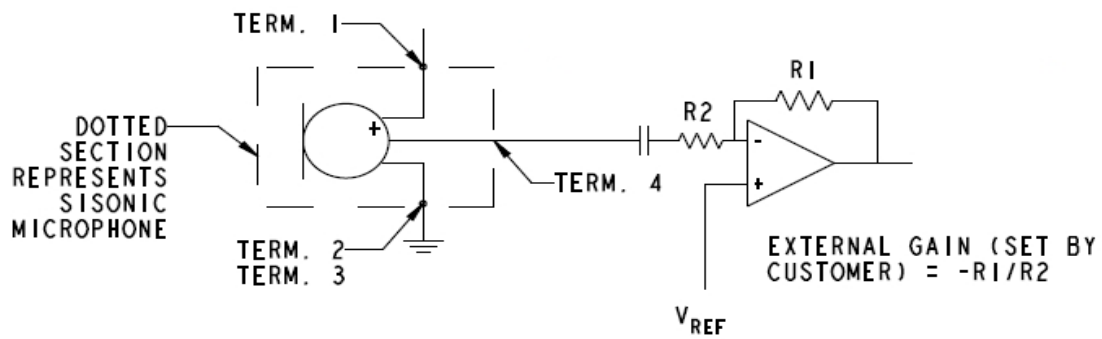 TERM. 1
DOTTED
SECTION
REPRESENTS
SISONIC
MICROPHONE
+
TERM. 2
TERM. 3
TERM. 4
R2
R1
-
+
VREF
EXTERNAL GAIN (SET BY
CUSTOMER) = -R1/R2